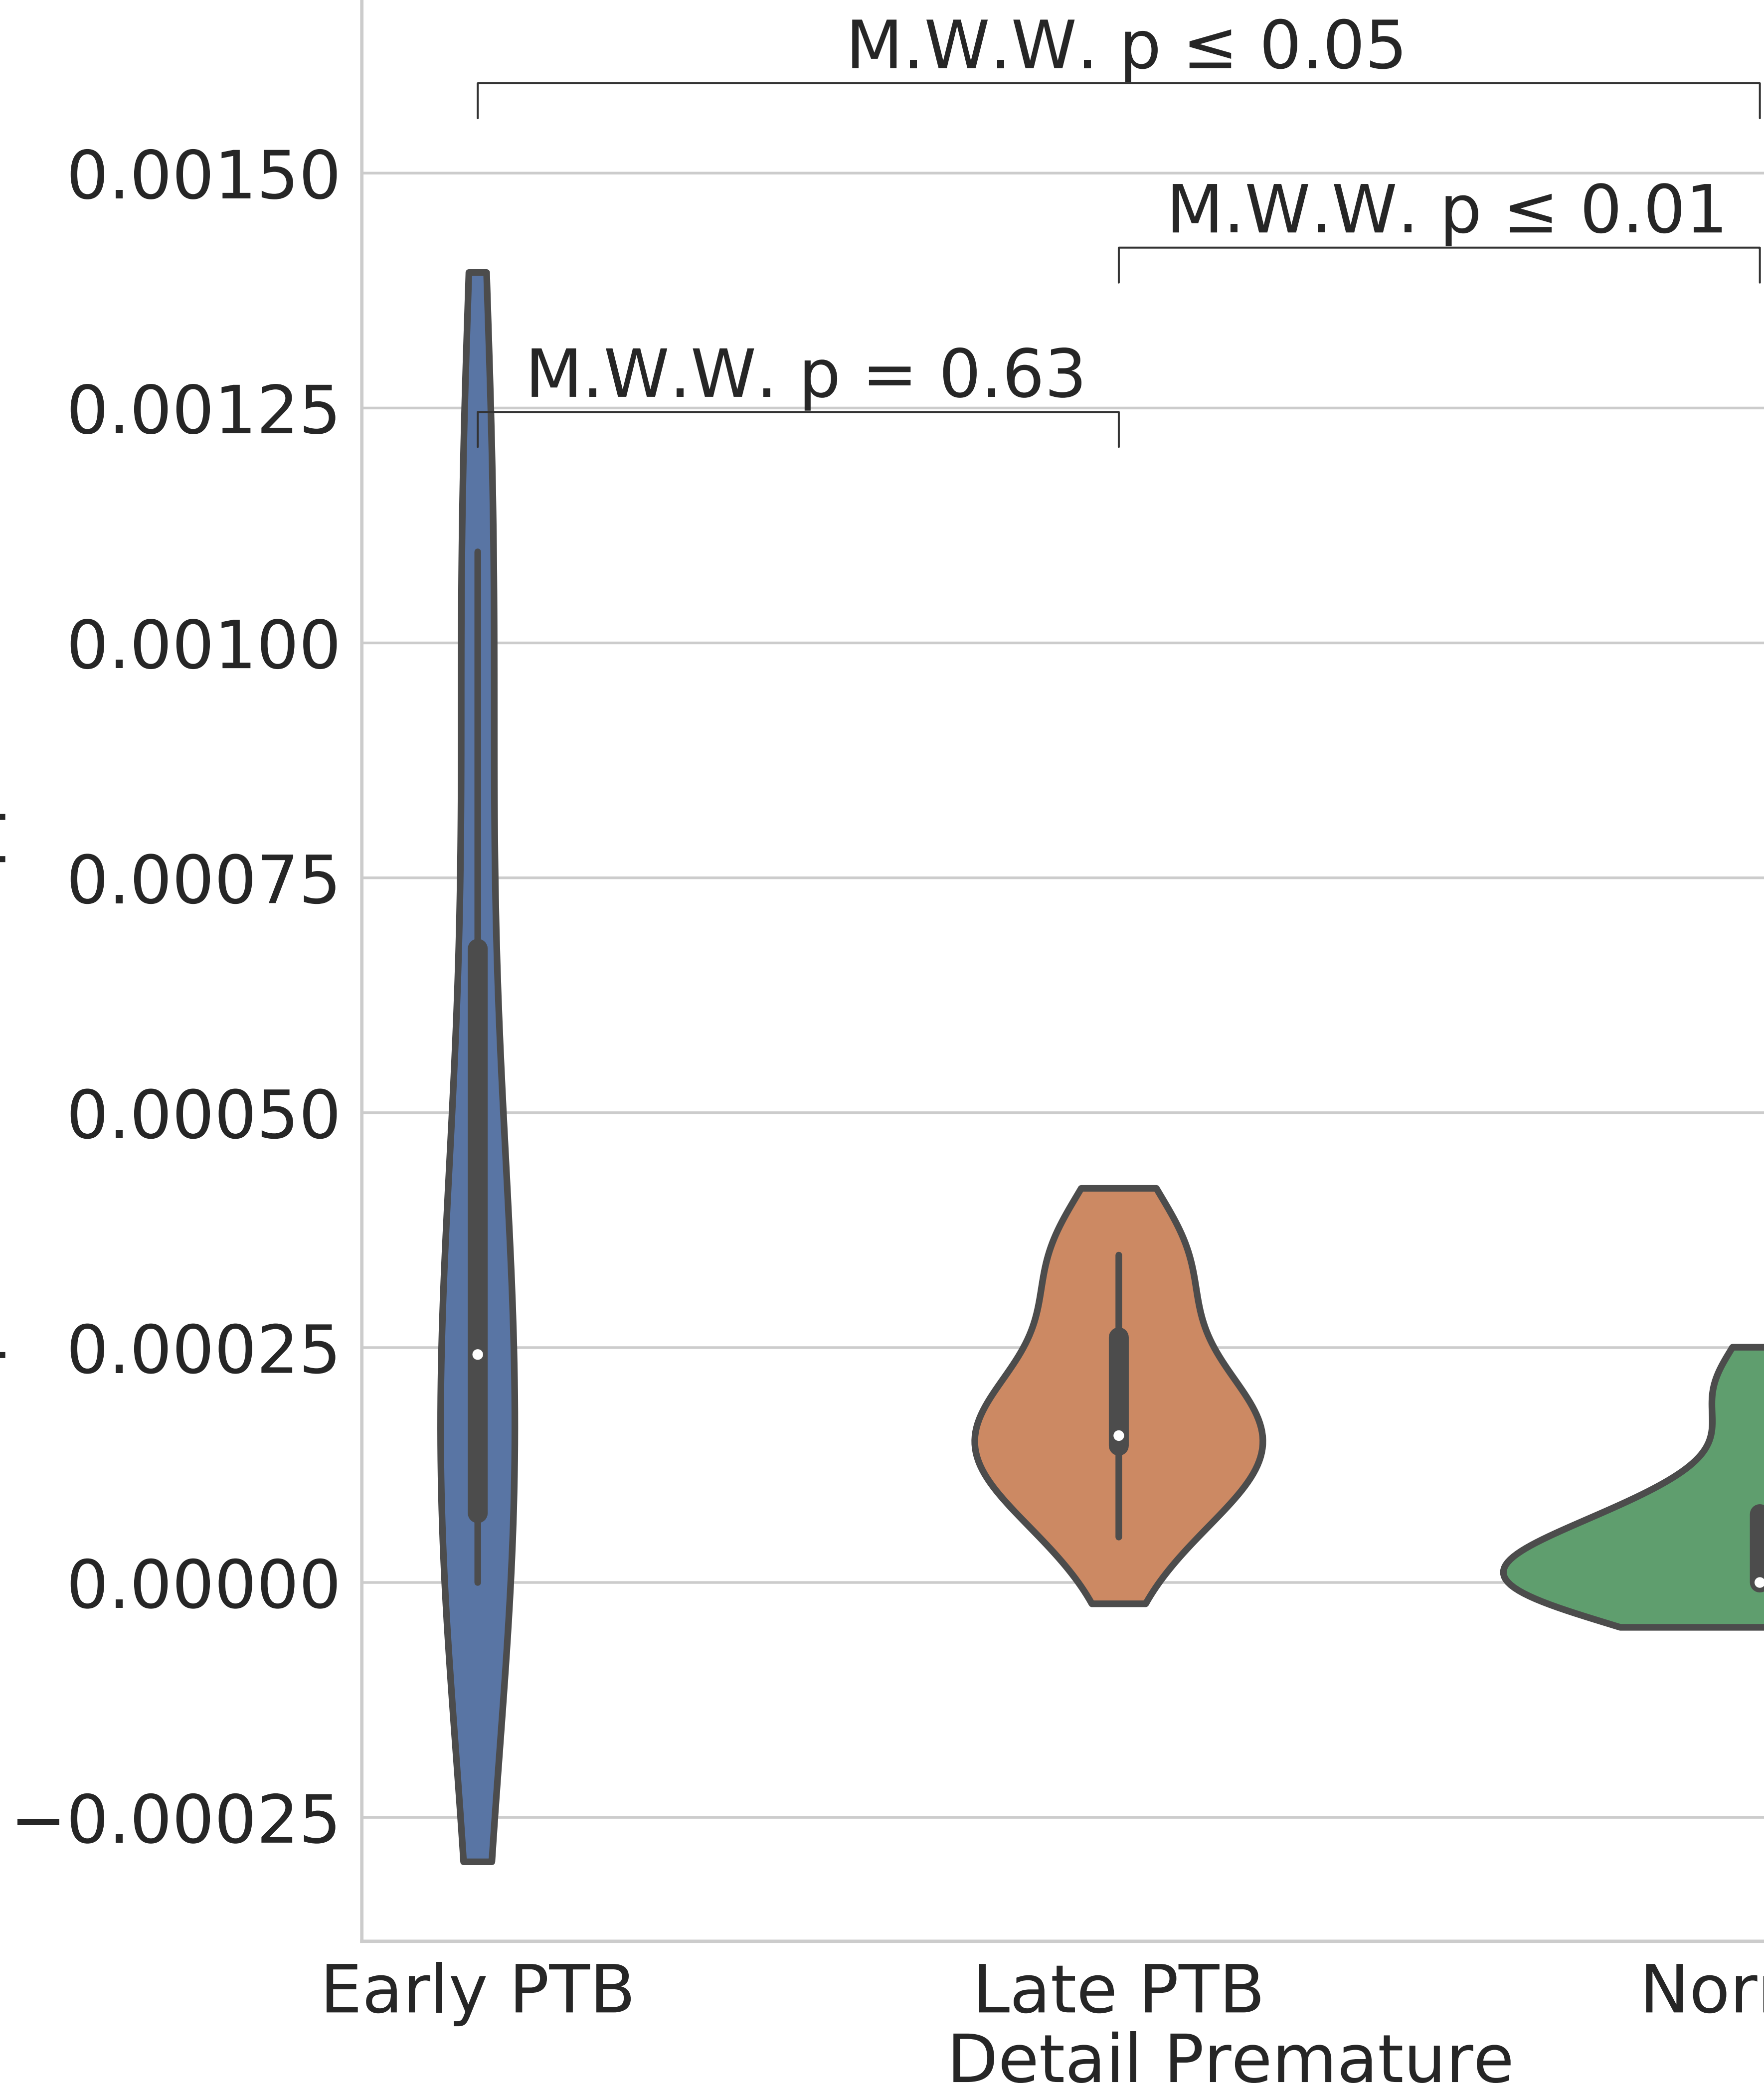 M.W.W. p ≤ 0.05
0.00150
M.W.W. p ≤ 0.01
M.W.W. p = 0.63
0.00125
0.00100
0.00075
0.00050
0.00025
0.00000
−0.00025
Early PTB
Late PTB
Detail Premature